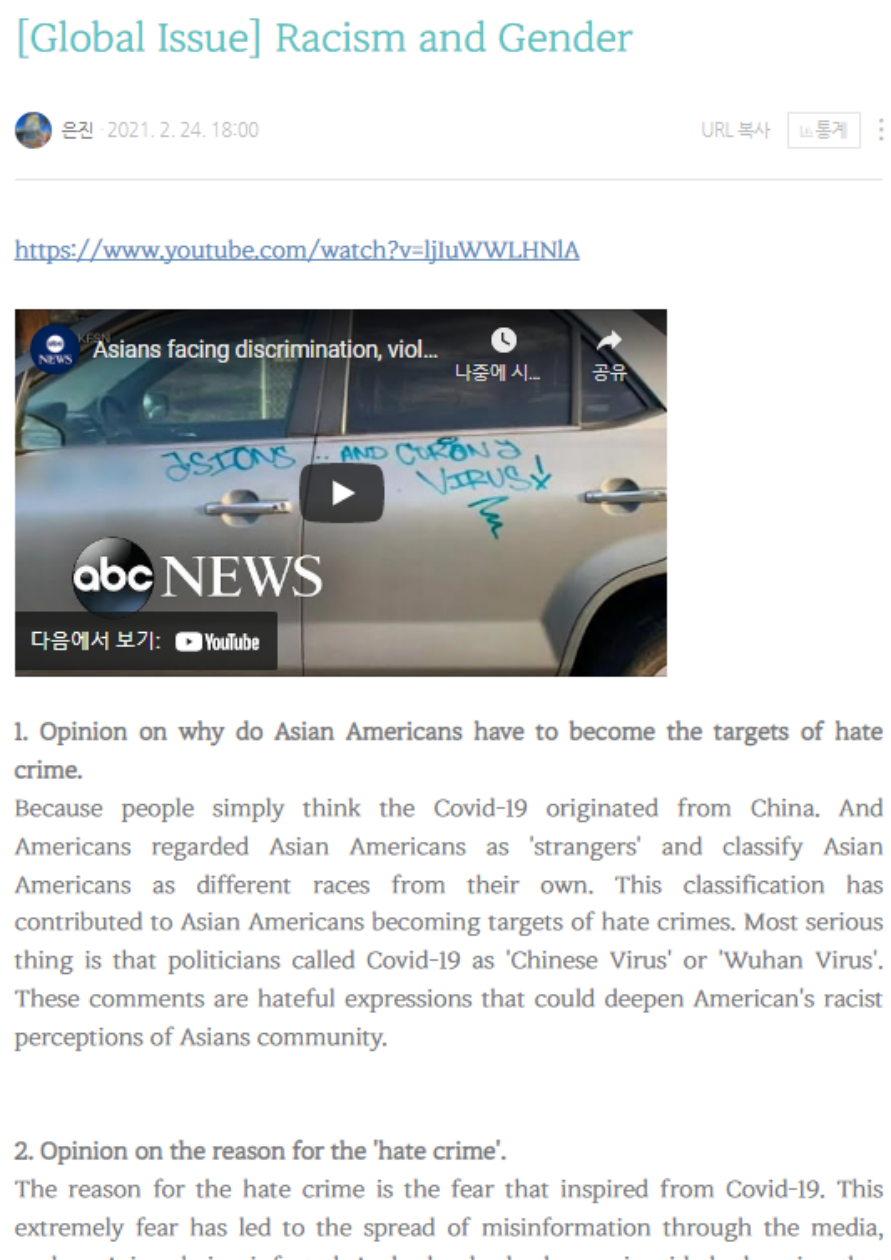 [Global Issue] Racism and Gender
은진 · 2021. 2. 24. 18:00
URL 복사
통계
https://www.youtube.com/watch?v=ljIuWWLHNlA
abc NEWS
KFSN
Asians facing discrimination, viol...
나중에 시...
공유
ASIONS .. AND CORONA
VIRUS!
abc NEWS
다음에서 보기: YouTube
1. Opinion on why do Asian Americans have to become the targets of hate
crime.
Because people simply think the Covid-19 originated from China. And
Americans regarded Asian Americans as 'strangers' and classify Asian
Americans as different races from their own. This classification has
contributed to Asian Americans becoming targets of hate crimes. Most serious
thing is that politicians called Covid-19 as 'Chinese Virus' or 'Wuhan Virus'.
These comments are hateful expressions that could deepen American's racist
perceptions of Asians community.
2. Opinion on the reason for the 'hate crime'.
The reason for the hate crime is the fear that inspired from Covid-19. This
extremely fear has led to the spread of misinformation through the media,